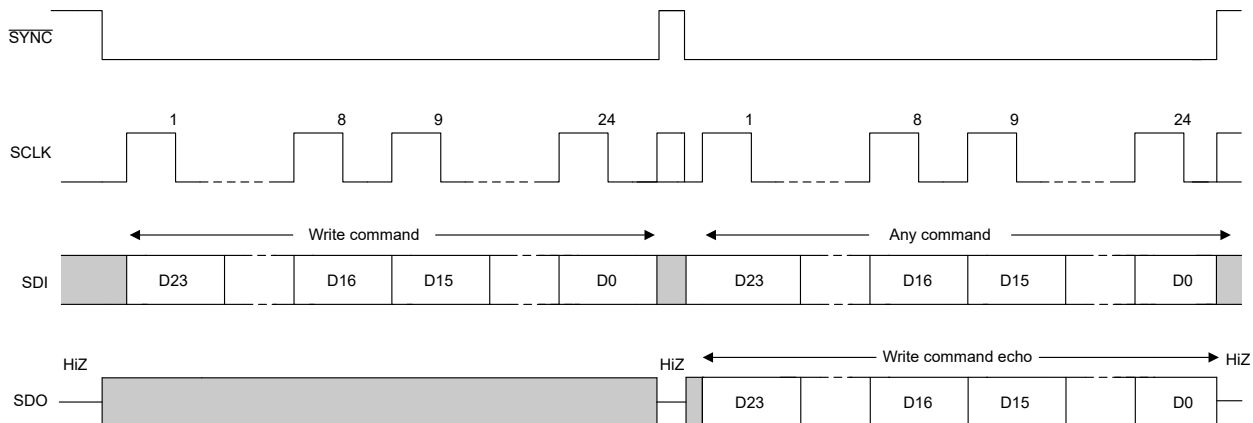 SYNC
1 8 9 24 1 8 9 24
SCLK
Write command Any command
SDI D23 D16 D15 D0 D23 D16 D15 D0
HiZ HiZ Write command echo HiZ
SDO D23 D16 D15 D0